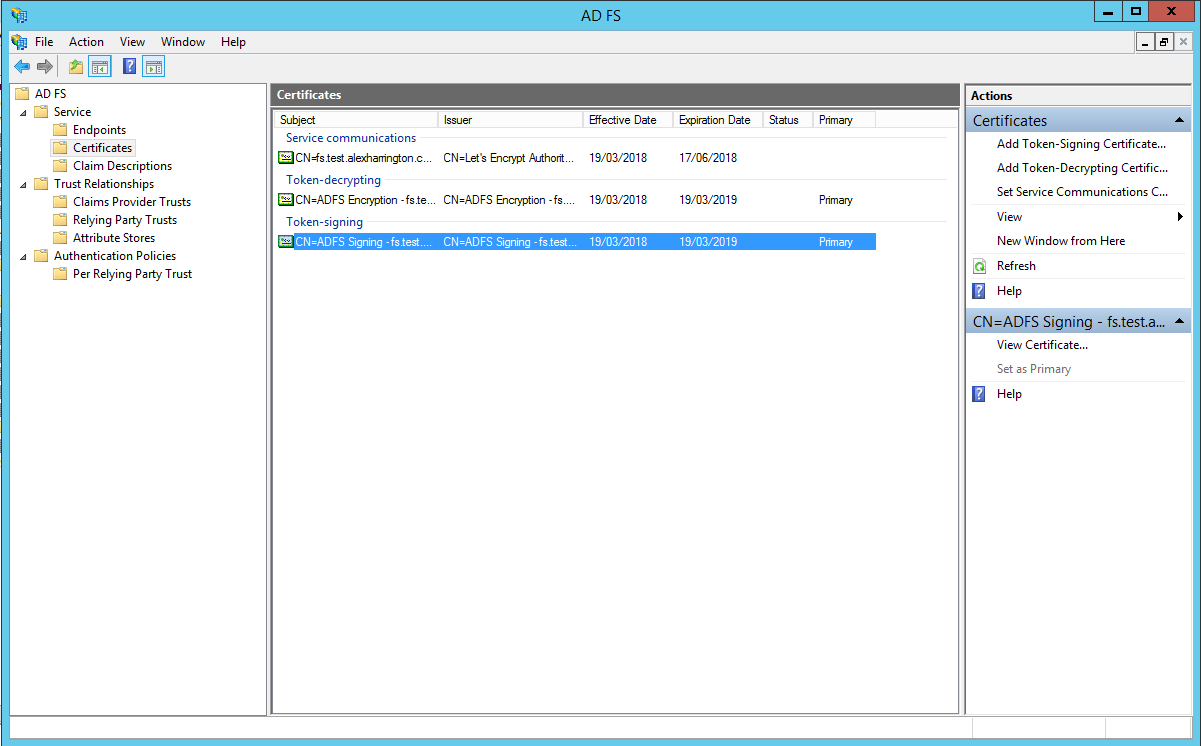 AD FS
File Action View Window Help
AD FS
Service
Endpoints
Certificates
Claim Descriptions
Trust Relationships
Claims Provider Trusts
Relying Party Trusts
Attribute Stores
Authentication Policies
Per Relying Party Trust
Certificates
Subject Issuer Effective Date Expiration Date Status Primary
Service communications
CN=fs.test.alexharrington.c... CN=Let's Encrypt Authorit... 19/03/2018 17/06/2018
Token-decrypting
CN=ADFS Encryption - fs.te... CN=ADFS Encryption - fs.... 19/03/2018 19/03/2019 Primary
Token-signing
CN=ADFS Signing - fs.test.... CN=ADFS Signing - fs.test... 19/03/2018 19/03/2019 Primary
Actions
Certificates
Add Token-Signing Certificate...
Add Token-Decrypting Certific...
Set Service Communications C...
View
New Window from Here
Refresh
Help
CN=ADFS Signing - fs.test.a...
View Certificate...
Set as Primary
Help